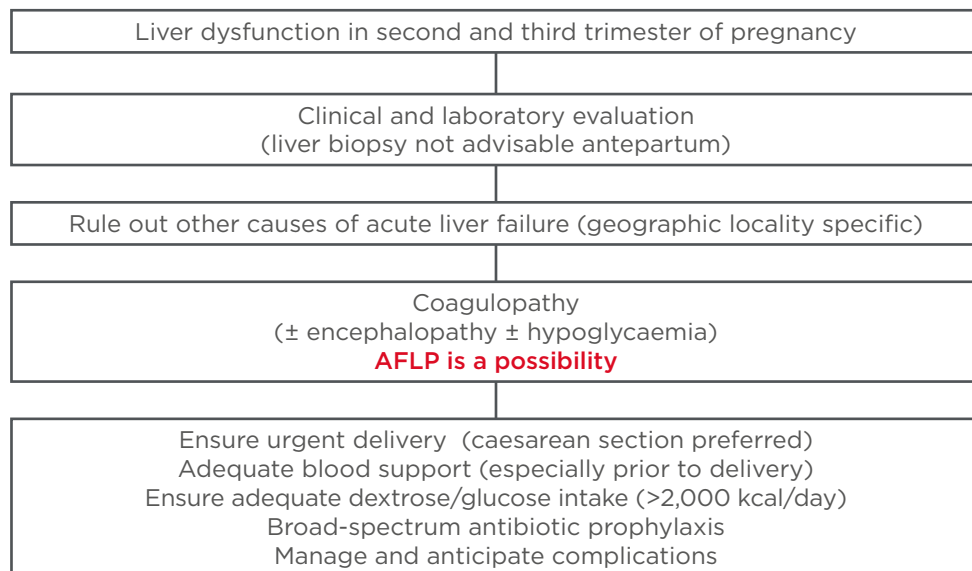 Liver dysfunction in second and third trimester of pregnancy
Clinical and laboratory evaluation
(liver biopsy not advisable antepartum)
Rule out other causes of acute liver failure (geographic locality specific)
Coagulopathy
(± encephalopathy ± hypoglycaemia)
AFLP is a possibility
Ensure urgent delivery (caesarean section preferred)
Adequate blood support (especially prior to delivery)
Ensure adequate dextrose/glucose intake (>2,000 kcal/day)
Broad-spectrum antibiotic prophylaxis
Manage and anticipate complications